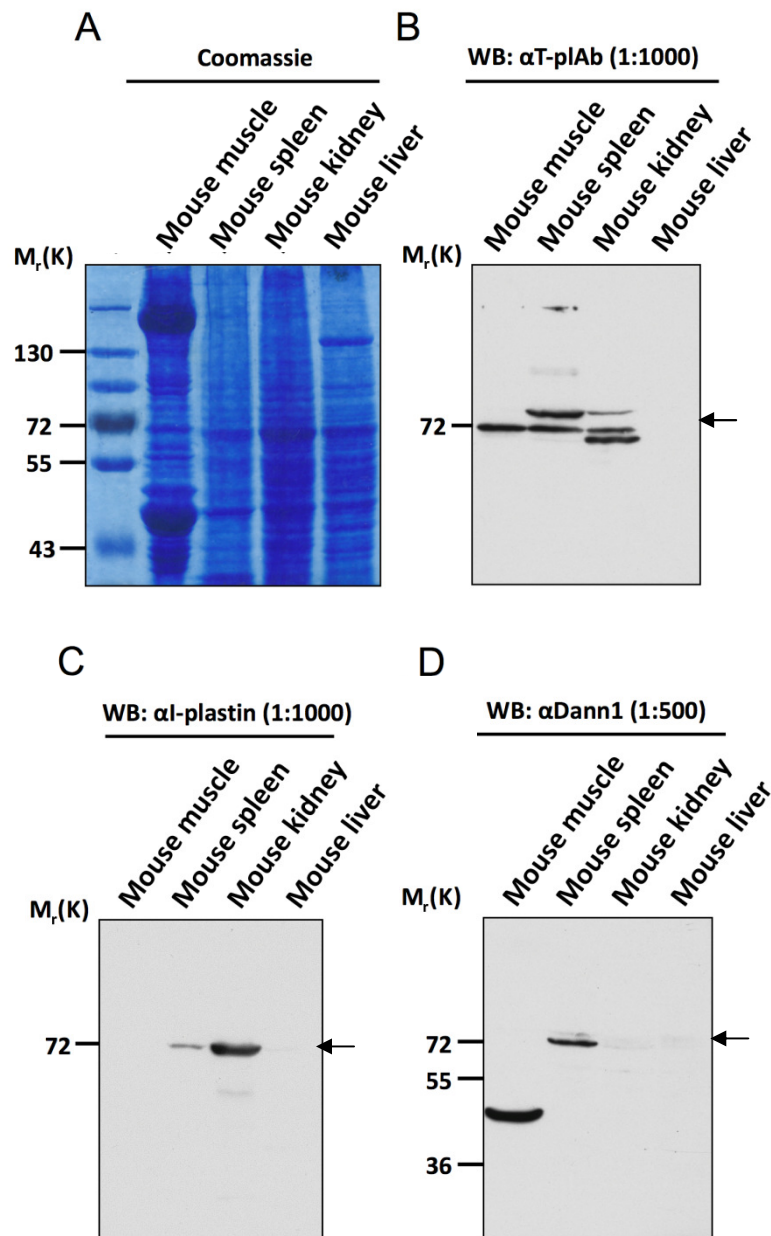 A
Coomassie
Mouse muscle
Mouse spleen
Mouse kidney
Mouse liver
Mr(K)
130
72
55
43
B
WB: αT-plAb (1:1000)
Mouse muscle
Mouse spleen
Mouse kidney
Mouse liver
Mr(K)
72
C
WB: αI-plastin (1:1000)
Mouse muscle
Mouse spleen
Mouse kidney
Mouse liver
Mr(K)
72
D
WB: αDann1 (1:500)
Mouse muscle
Mouse spleen
Mouse kidney
Mouse liver
Mr(K)
72
55
36